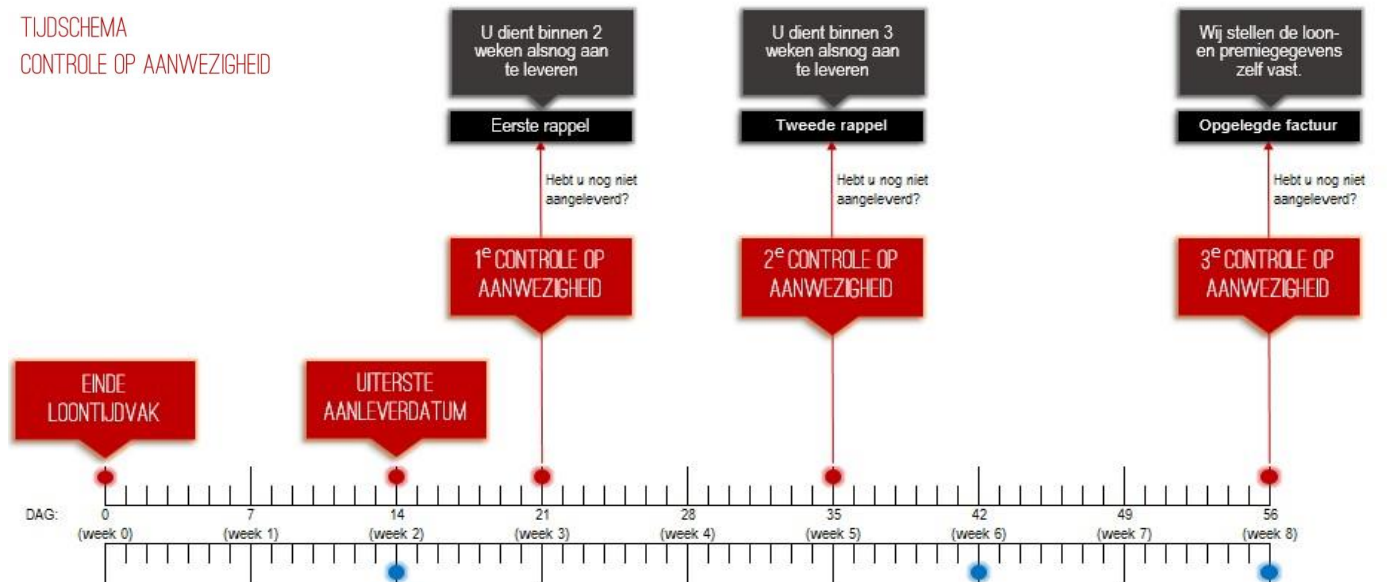 TIJDSCHEMA
CONTROLE OP AANWEZIGHEID
U dient binnen 2
weken alsnog aan
te leveren
Eerste rappel
U dient binnen 3
weken alsnog aan
te leveren
Tweede rappel
Wij stellen de loon-
en premiegegevens
zelf vast.
Opgelegde factuur
Hebt u nog niet
aangeleverd?
Hebt u nog niet
aangeleverd?
Hebt u nog niet
aangeleverd?
1e CONTROLE OP
AANWEZIGHEID
2e CONTROLE OP
AANWEZIGHEID
3e CONTROLE OP
AANWEZIGHEID
EINDE
LOONTIJDVAK
UITERSTE
AANLEVERDATUM
DAG: 0 7 14 21 28 35 42 49 56
(week 0) (week 1) (week 2) (week 3) (week 4) (week 5) (week 6) (week 7) (week 8)